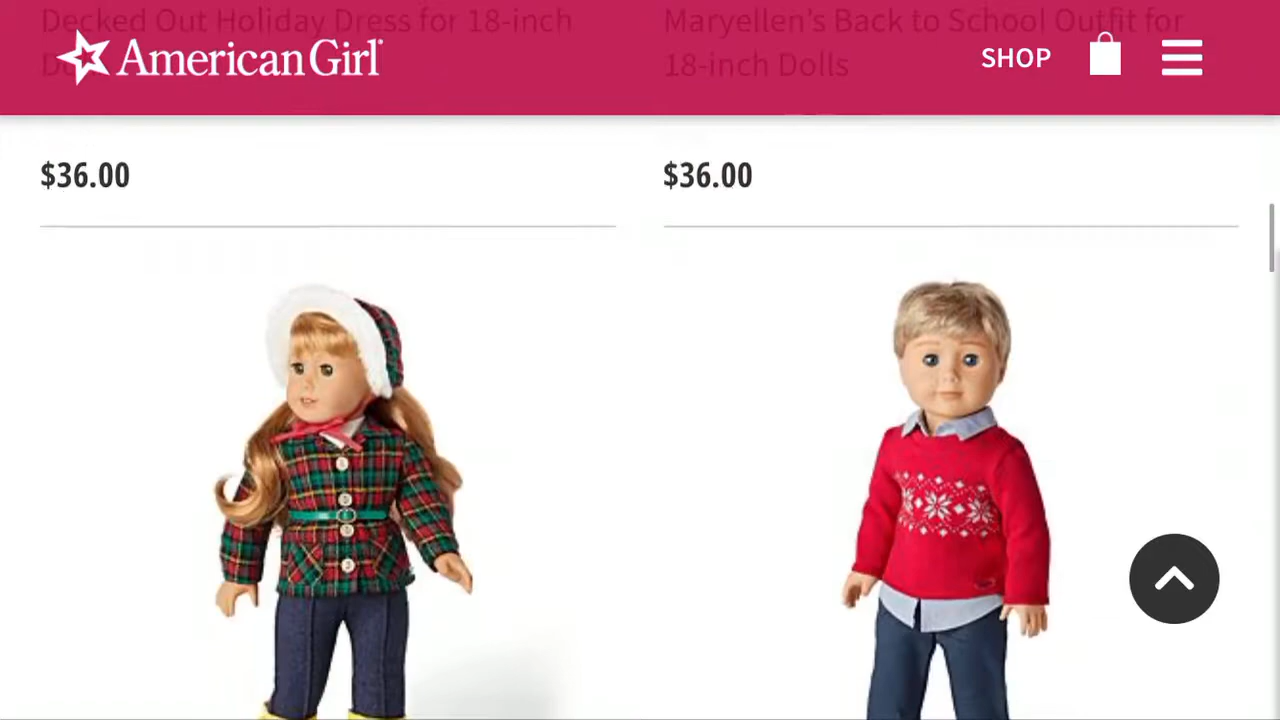 Decked Out Holiday Dress for 18-inch
Maryellen's Back to School Outfit for
18-inch Dolls
American Girl
SHOP
$36.00
$36.00